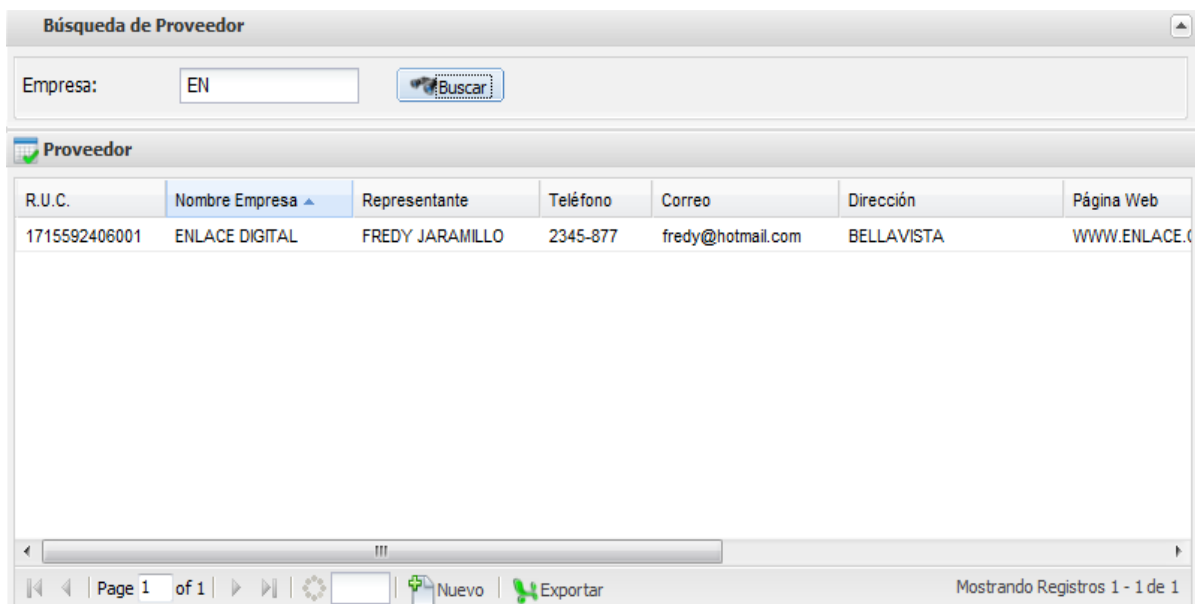 Búsqueda de Proveedor
Empresa: EN Buscar
Proveedor
R.U.C. Nombre Empresa Representante Teléfono Correo Dirección Página Web
1715592406001 ENLACE DIGITAL FREDY JARAMILLO 2345-877 fredy@hotmail.com BELLAVISTA WWW.ENLACE.
Page 1 of 1 Nuevo Exportar Mostrando Registros 1 - 1 de 1